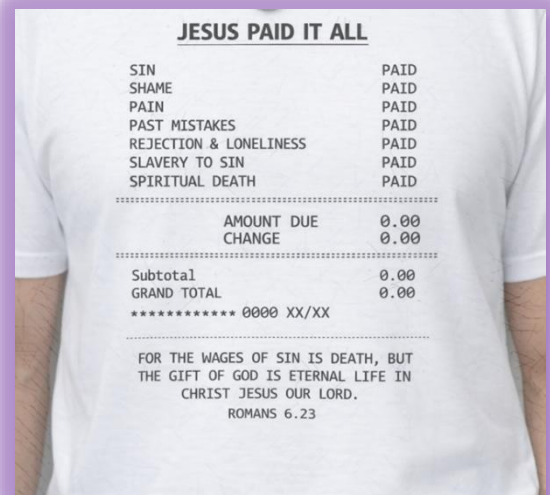 JESUS PAID IT ALL
SIN PAID
SHAME PAID
PAIN PAID
PAST MISTAKES PAID
REJECTION & LONELINESS PAID
SLAVERY TO SIN PAID
SPIRITUAL DEATH PAID
AMOUNT DUE 0.00
CHANGE 0.00
Subtotal 0.00
GRAND TOTAL 0.00
************ 0000 XX/XX
FOR THE WAGES OF SIN IS DEATH, BUT
THE GIFT OF GOD IS ETERNAL LIFE IN
CHRIST JESUS OUR LORD.
ROMANS 6.23